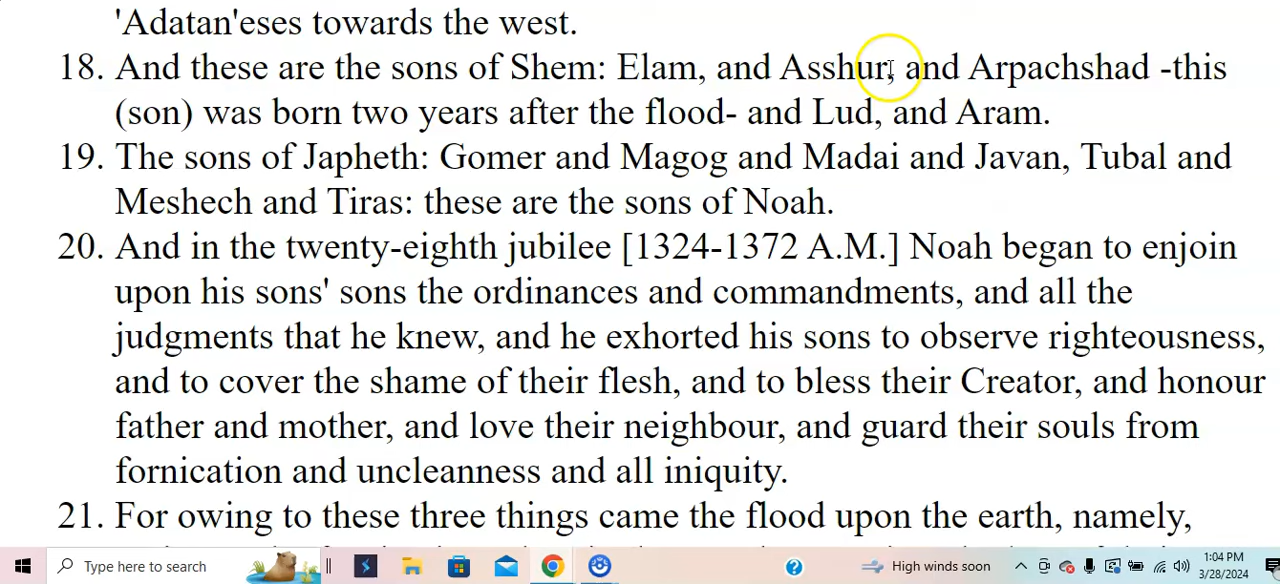 'Adatan'eses towards the west.
18. And these are the sons of Shem: Elam, and Asshur, and Arpachshad -this
(son) was born two years after the flood- and Lud, and Aram.
19. The sons of Japheth: Gomer and Magog and Madai and Javan, Tubal and
Meshech and Tiras: these are the sons of Noah.
20. And in the twenty-eighth jubilee [1324-1372 A.M.] Noah began to enjoin
upon his sons' sons the ordinances and commandments, and all the
judgments that he knew, and he exhorted his sons to observe righteousness,
and to cover the shame of their flesh, and to bless their Creator, and honour
father and mother, and love their neighbour, and guard their souls from
fornication and uncleanness and all iniquity.
21. For owing to these three things came the flood upon the earth, namely,
Type here to search
High winds soon
1:04 PM
3/28/2024